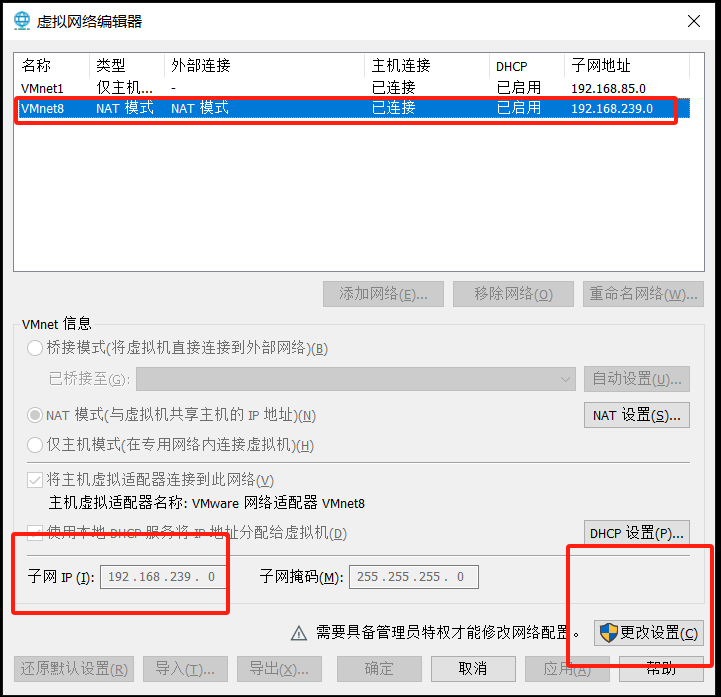 虚拟网络编辑器
名称 类型 外部连接 主机连接 DHCP 子网地址
VMnet1 仅主机... - 已连接 已启用 192.168.85.0
VMnet8 NAT 模式 NAT 模式 已连接 已启用 192.168.239.0
添加网络(E)... 移除网络(O) 重命名网络(W)...
VMnet 信息
桥接模式(将虚拟机直接连接到外部网络)(B)
已桥接至(G): 自动设置(U)...
NAT 模式(与虚拟机共享主机的 IP 地址)(N) NAT 设置(S)...
仅主机模式(在专用网络内连接虚拟机)(H)
将主机虚拟适配器连接到此网络(V)
主机虚拟适配器名称: VMware 网络适配器 VMnet8
使用本地 DHCP 服务将 IP 地址分配给虚拟机(D) DHCP 设置(P)...
子网 IP (I): 192.168.239. 0 子网掩码(M): 255.255.255. 0
需要具备管理员特权才能修改网络配置。 更改设置(C)
还原默认设置(R) 导入(T)... 导出(X)... 确定 取消 应用(A) 帮助